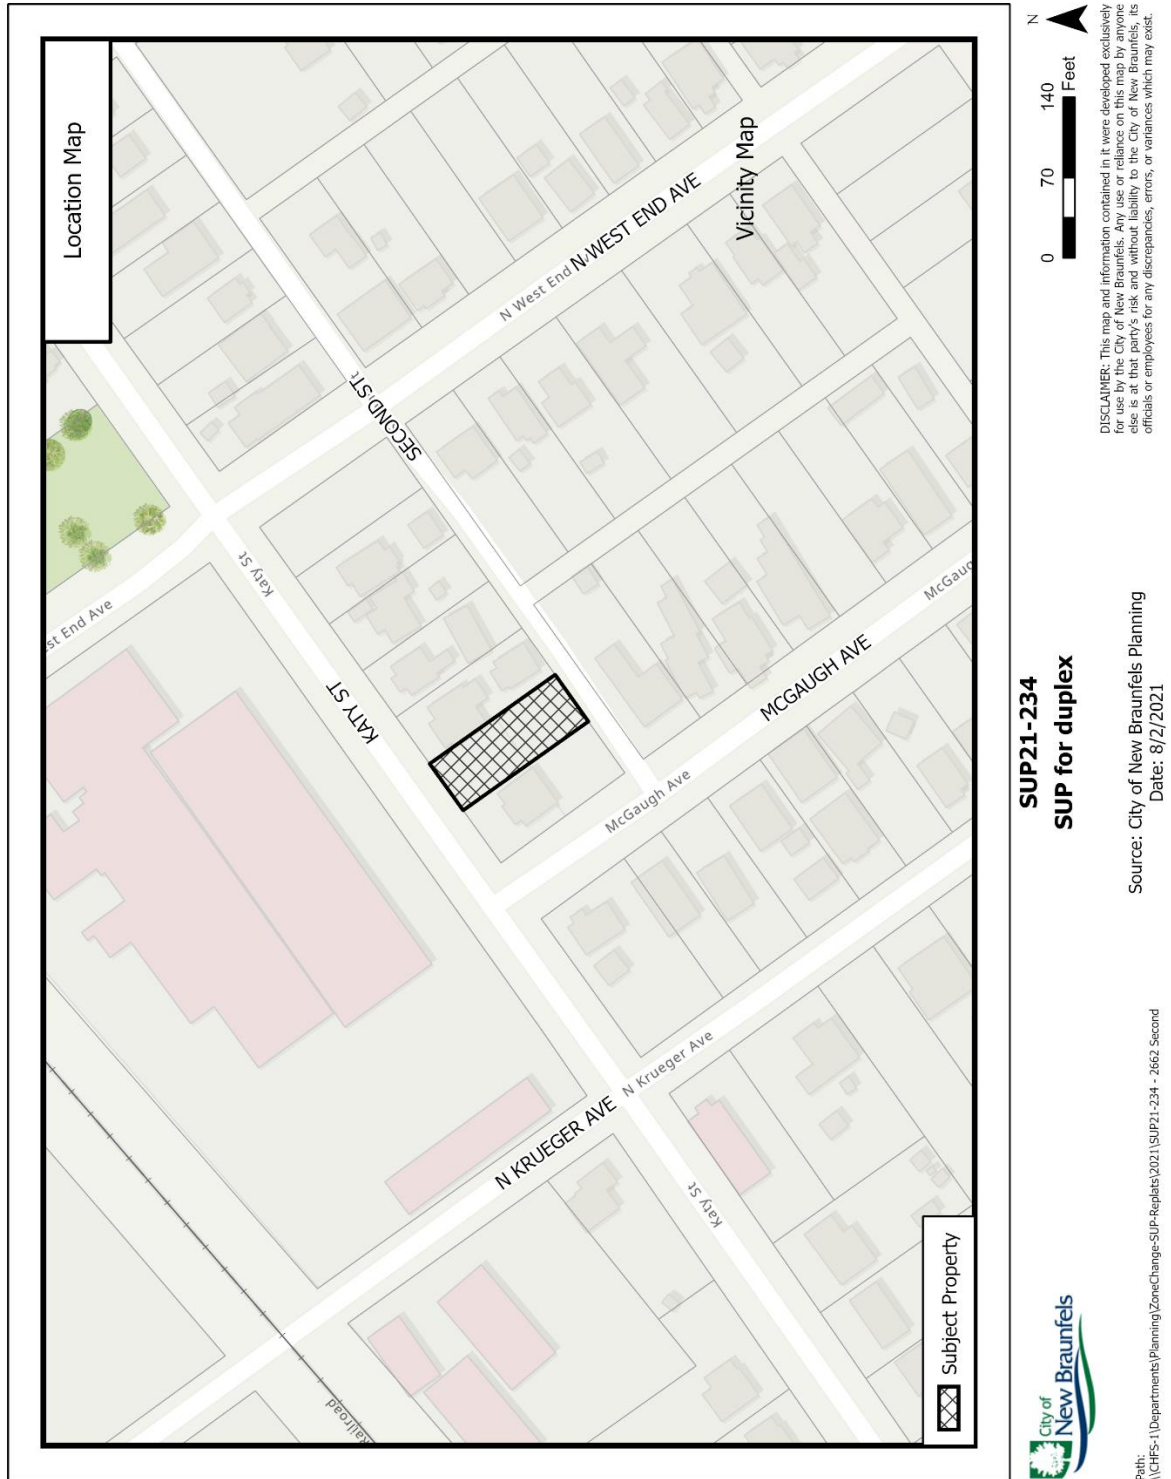 Location Map
st End Ave
Katy St
KATY ST
SECOND ST
N West End
N WEST END AVE
Vicinity Map
McGaugh Ave
MCGAUGH AVE
McGaug
N KRUEGER AVE
N Krueger Ave
Katy St
Railroad
Subject Property
City of
New Braunfels
SUP21-234
SUP for duplex
Source: City of New Braunfels Planning
Date: 8/2/2021
0 70 140
Feet
N
DISCLAIMER: This map and information contained in it were developed exclusively
for use by the City of New Braunfels. Any use or reliance on this map by anyone
else is at that party's risk and without liability to the City of New Braunfels, its
officials or employees for any discrepancies, errors, or variances which may exist.
Path:
\\CHFS-1\Departments\Planning\ZoneChange-SUP-Replats\2021\SUP21-234 - 2662 Second